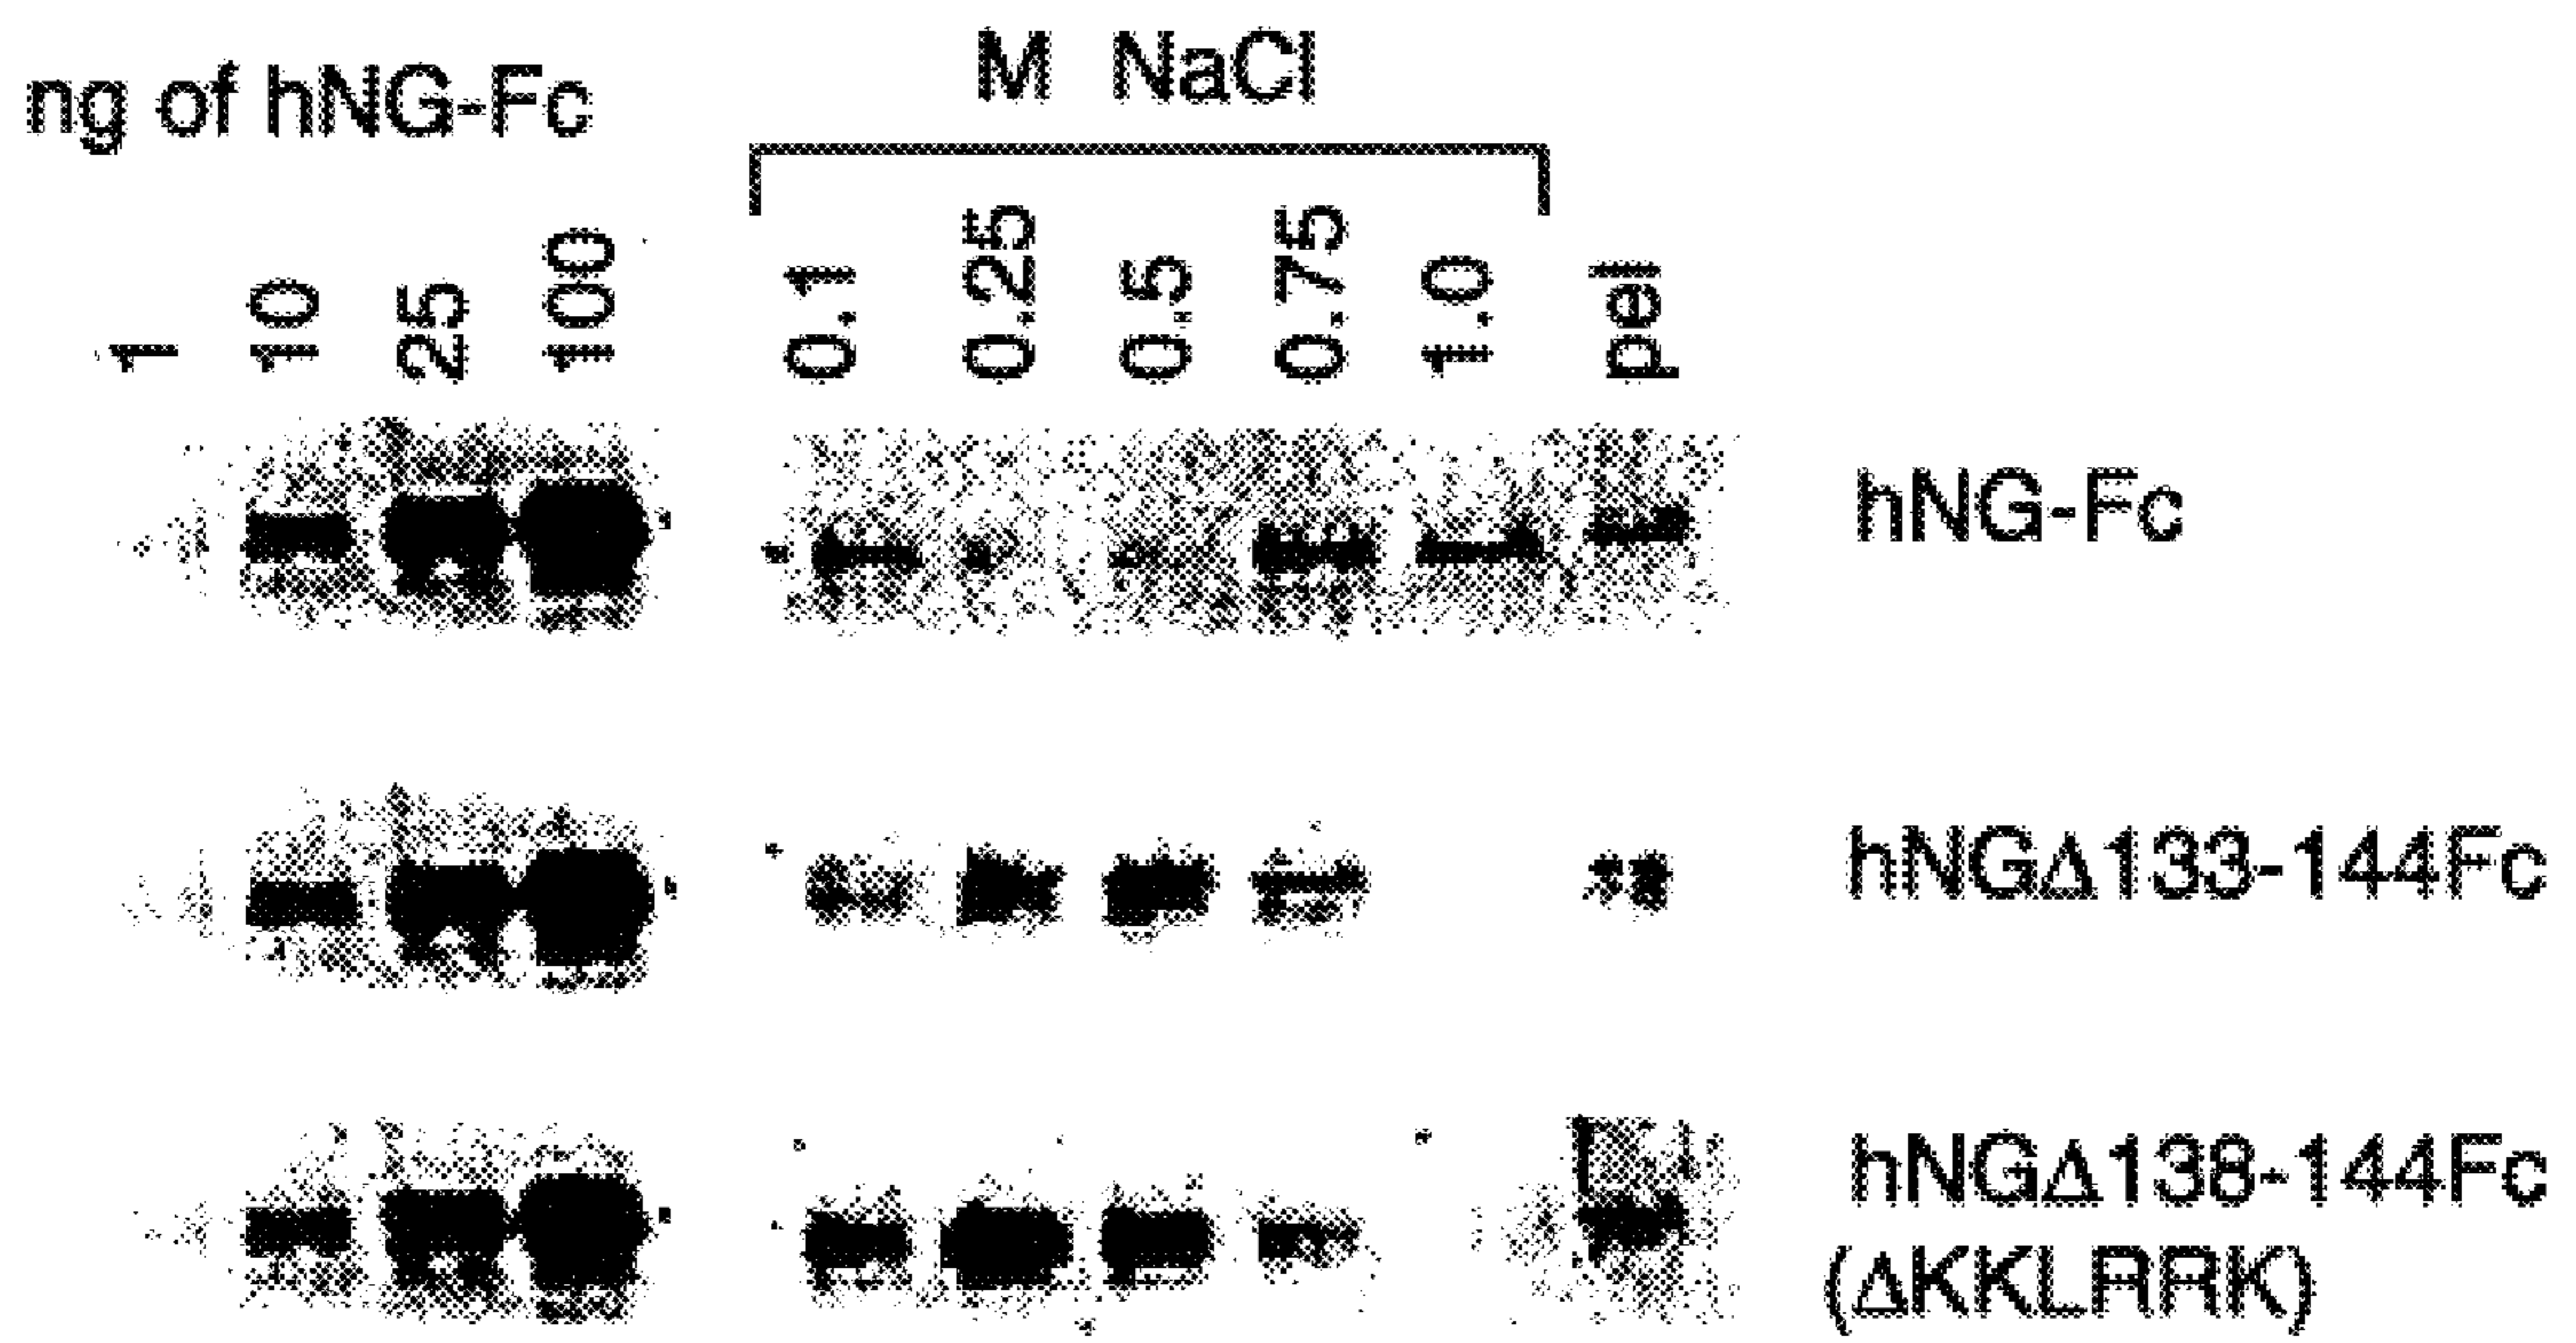 ng of hNG-Fc
M NaCl
1 10 25 100 0.1 0.25 0.5 0.75 1.0 pel
hNG-Fc
hNGΔ133-144Fc
hNGΔ138-144Fc
(ΔKKLRRK)